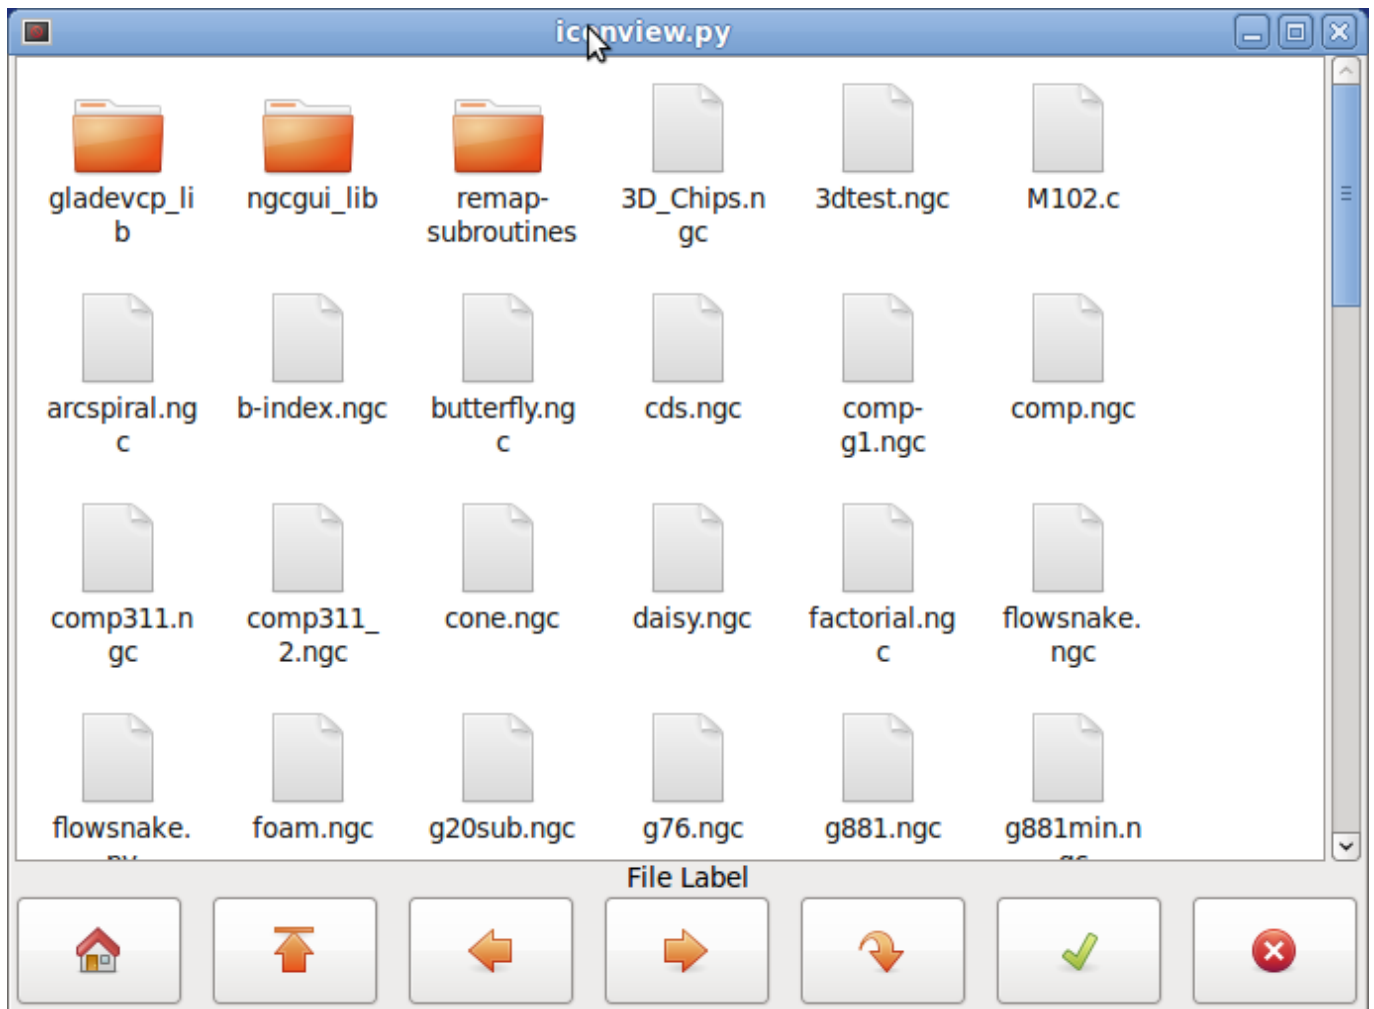 iconview.py
gladevcp_li
b
ngcgui_lib
remap-
subroutines
3D_Chips.n
gc
3dtest.ngc
M102.c
arcspiral.ng
c
b-index.ngc
butterfly.ng
c
cds.ngc
comp-
g1.ngc
comp.ngc
comp311.n
gc
comp311_
2.ngc
cone.ngc
daisy.ngc
factorial.ng
c
flowsnake.
ngc
flowsnake.
py
foam.ngc
g20sub.ngc
g76.ngc
g881.ngc
g881min.n
gc
File Label